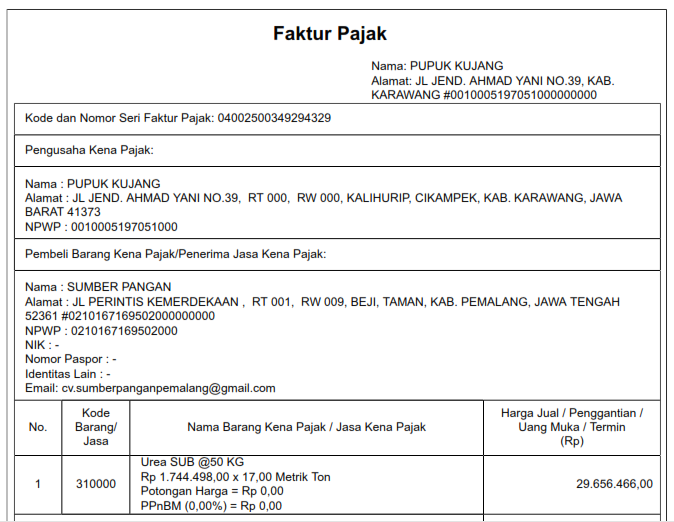 Faktur Pajak
Nama: PUPUK KUJANG
Alamat: JL JEND. AHMAD YANI NO.39, KAB.
KARAWANG #0010005197051000000000
Kode dan Nomor Seri Faktur Pajak: 04002500349294329
Pengusaha Kena Pajak:
Nama : PUPUK KUJANG
Alamat : JL JEND. AHMAD YANI NO.39, RT 000, RW 000, KALIHURIP, CIKAMPEK, KAB. KARAWANG, JAWA
BARAT 41373
NPWP : 0010005197051000
Pembeli Barang Kena Pajak/Penerima Jasa Kena Pajak:
Nama : SUMBER PANGAN
Alamat : JL PERINTIS KEMERDEKAAN , RT 001, RW 009, BEJI, TAMAN, KAB. PEMALANG, JAWA TENGAH
52361 #0210167169502000000000
NPWP : 0210167169502000
NIK : -
Nomor Paspor : -
Identitas Lain : -
Email: cv.sumberpanganpemalang@gmail.com
No.
Kode
Barang/
Jasa
Nama Barang Kena Pajak / Jasa Kena Pajak
Harga Jual / Penggantian /
Uang Muka / Termin
(Rp)
1
310000
Urea SUB @50 KG
Rp 1.744.498,00 x 17,00 Metrik Ton
Potongan Harga = Rp 0,00
PPnBM (0,00%) = Rp 0,00
29.656.466,00